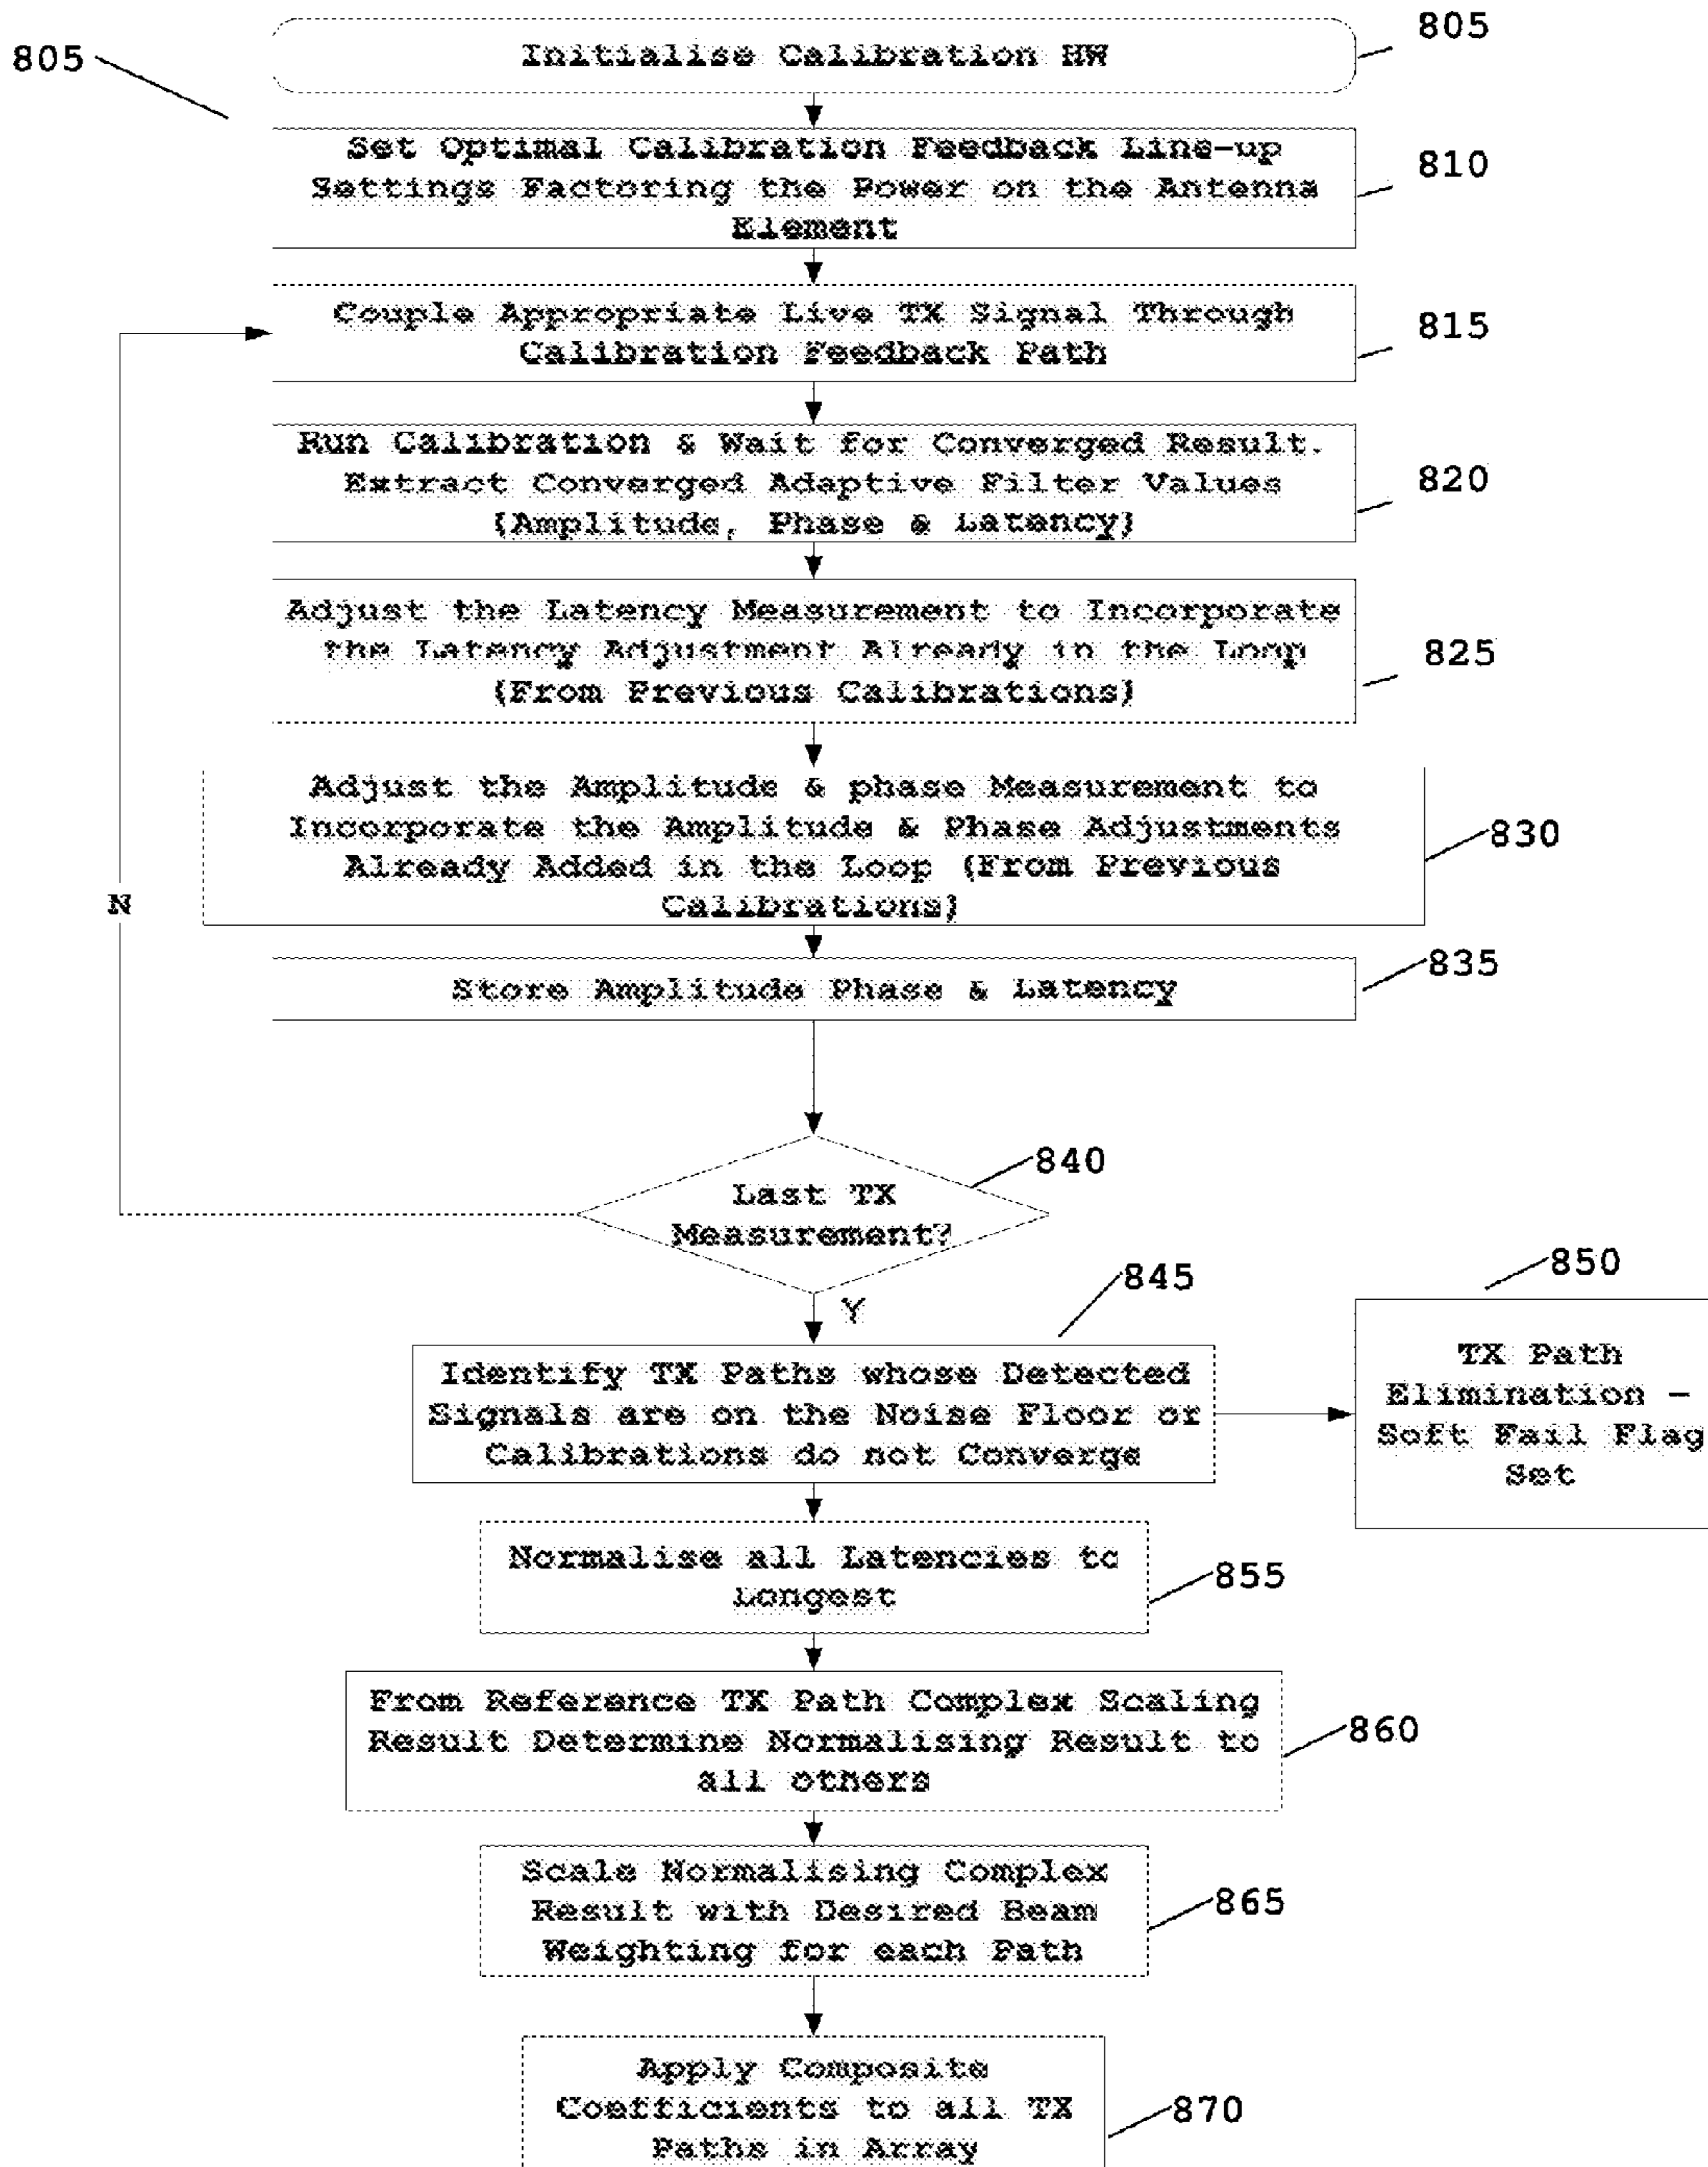 805
Initialise Calibration HW
805
Set Optimal Calibration Feedback Line-up
Settings Factoring the Power on the Antenna
Element
810
Couple Appropriate Live TX Signal Through
Calibration Feedback Path
815
Run Calibration & Wait for Converged Result.
Extract Converged Adaptive Filter Values
(Amplitude, Phase & Latency)
820
Adjust the Latency Measurement to Incorporate
the Latency Adjustment Already in the Loop
(From Previous Calibrations)
825
Adjust the Amplitude & phase Measurement to
Incorporate the Amplitude & Phase Adjustments
Already Added in the Loop (From Previous
Calibrations)
830
N
Store Amplitude Phase & Latency
835
Last TX
Measurement?
840
Y
Identify TX Paths whose Detected
Signals are on the Noise Floor or
Calibrations do not Converge
845
TX Path
Elimination -
Soft Fail Flag
Set
850
Normalise all Latencies to
Longest
855
From Reference TX Path Complex Scaling
Result Determine Normalising Result to
all others
860
Scale Normalising Complex
Result with Desired Beam
Weighting for each Path
865
Apply Composite
Coefficients to all TX
Paths in Array
870